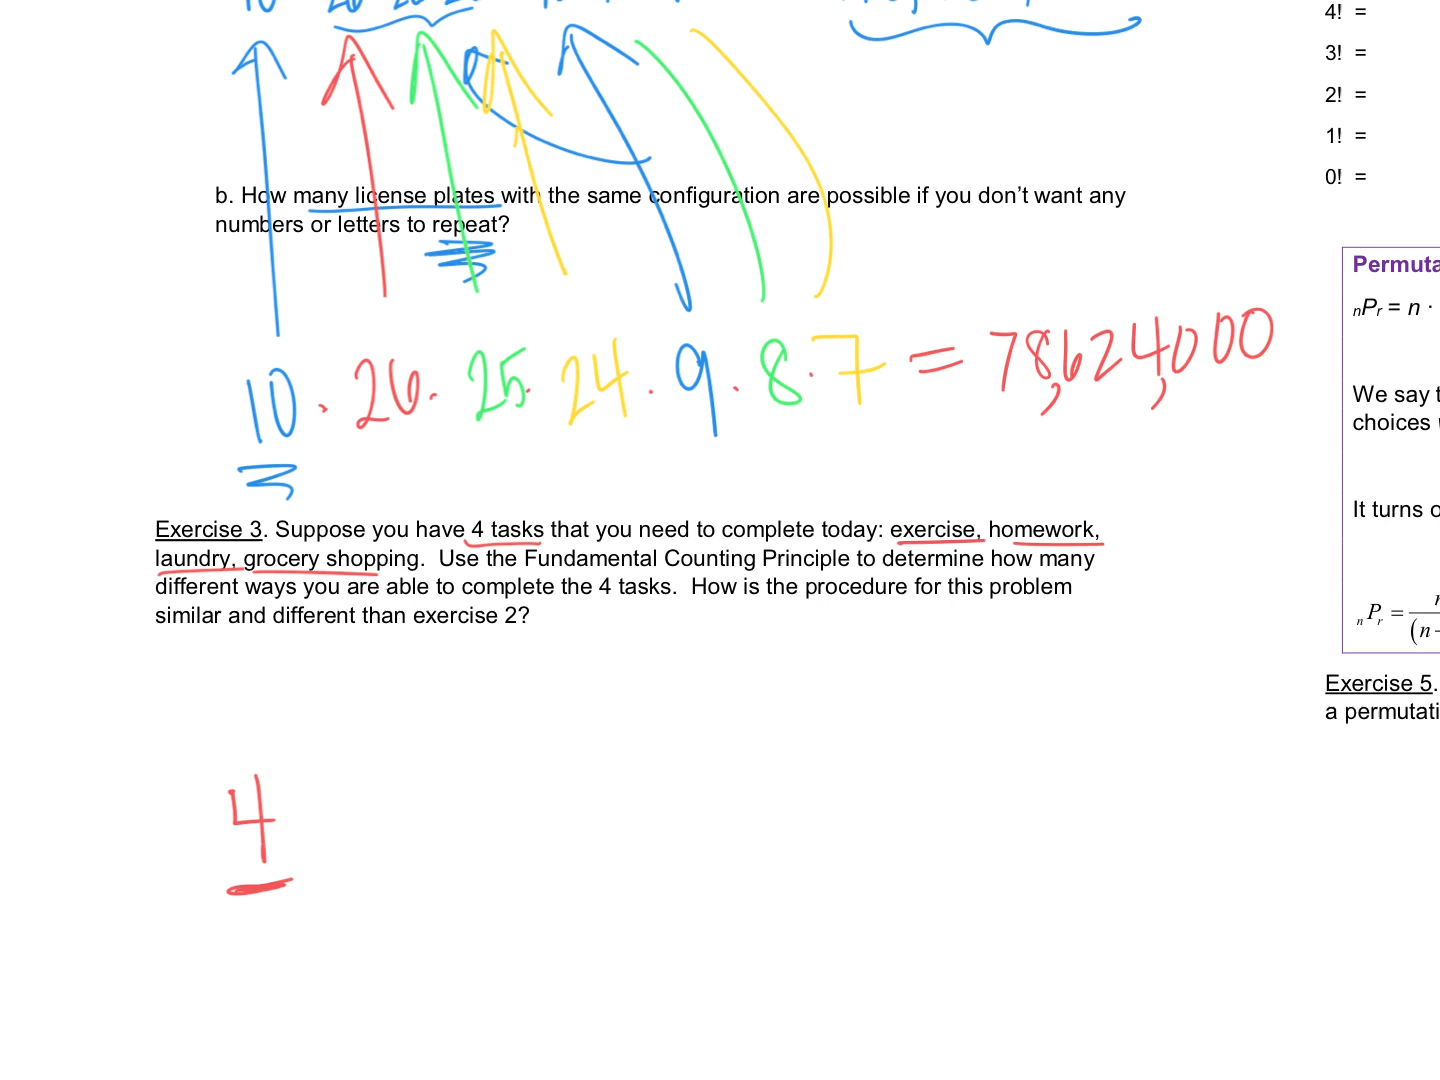 4! =
3! =
2! =
1! =
0! =
b. How many license plates with the same configuration are possible if you don't want any
numbers or letters to repeat?
10 · 26 · 25 · 24 · 9 · 8 · 7 = 78,624,000
Exercise 3. Suppose you have 4 tasks that you need to complete today: exercise, homework,
laundry, grocery shopping. Use the Fundamental Counting Principle to determine how many
different ways you are able to complete the 4 tasks. How is the procedure for this problem
similar and different than exercise 2?
4
Permuta
nPr = n ·
We say t
choices
It turns o
nPr = (n-
Exercise 5.
a permutati